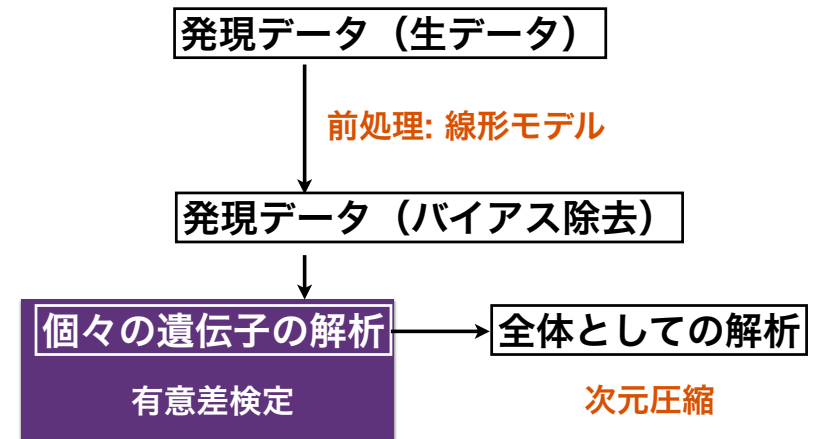 発現データ（生データ）
前処理: 線形モデル
発現データ（バイアス除去）
個々の遺伝子の解析
全体としての解析
有意差検定
次元圧縮